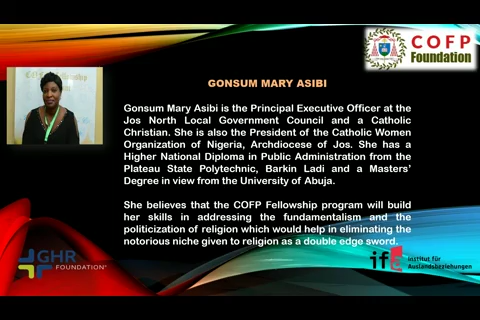 COFP
Foundation
GONSUM MARY ASIBI
Gonsum Mary Asibi is the Principal Executive Officer at the
Jos North Local Government Council and a Catholic
Christian. She is also the President of the Catholic Women
Organization of Nigeria, Archdiocese of Jos. She has a
Higher National Diploma in Public Administration from the
Plateau State Polytechnic, Barkin Ladi and a Masters'
Degree in view from the University of Abuja.
She believes that the COFP Fellowship program will build
her skills in addressing the fundamentalism and the
politicization of religion which would help in eliminating the
notorious niche given to religion as a double edge sword.
GHR
FOUNDATION
ifa
Institut für
Auslandsbeziehungen